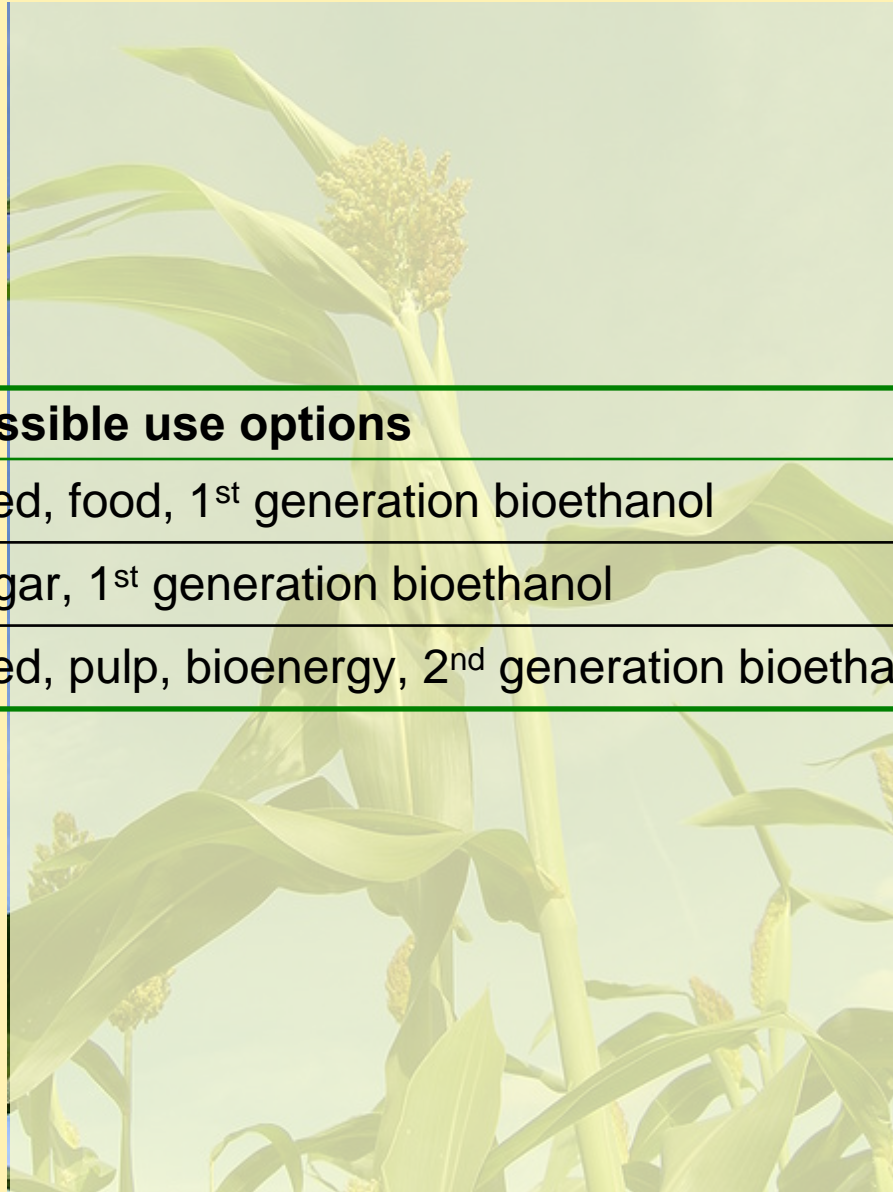 ssible use options
ed, food, 1st generation bioethanol
gar, 1st generation bioethanol
ed, pulp, bioenergy, 2nd generation bioetha